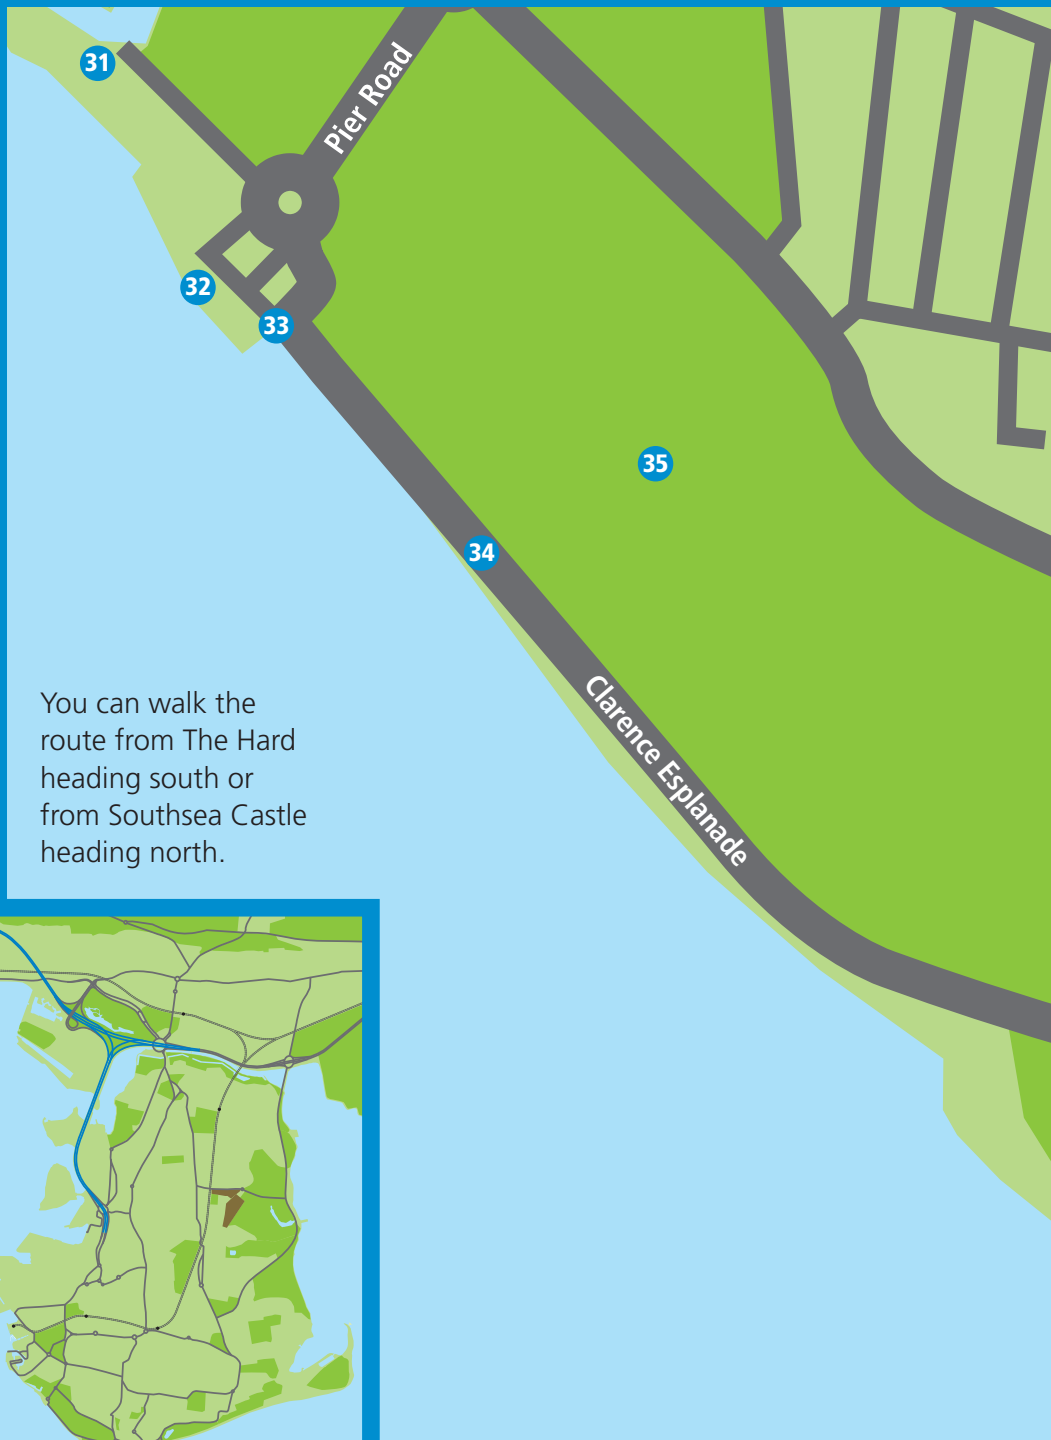 31
Pier Road
32
33
35
34
Clarence Esplanade
You can walk the
route from The Hard
heading south or
from Southsea Castle
heading north.